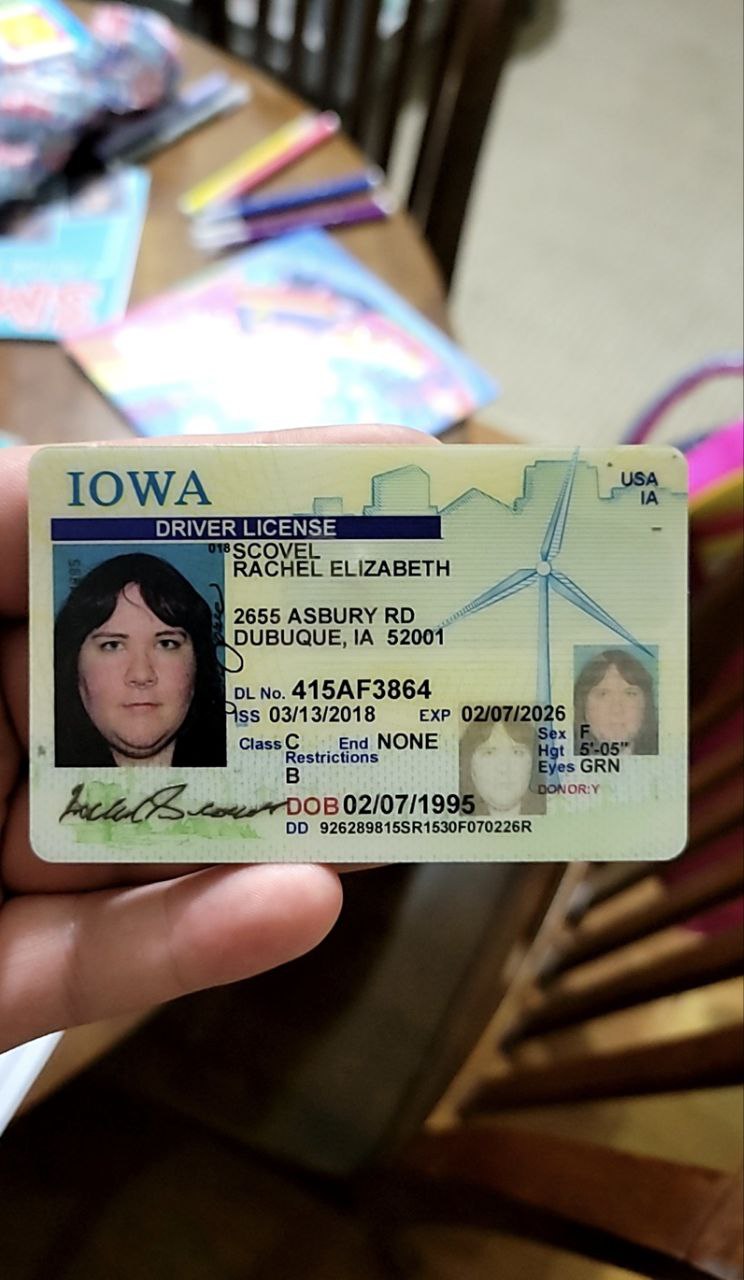 IOWA
USA
IA
DRIVER LICENSE
018 SCOVEL
RACHEL ELIZABETH
2655 ASBURY RD
DUBUQUE, IA 52001
DL No. 415AF3864
ISS 03/13/2018 EXP 02/07/2026
Class C End NONE
Restrictions
B
Sex F
Hgt 5'-05"
Eyes GRN
DONOR:Y
DOB 02/07/1995
DD 926289815SR1530F070226R